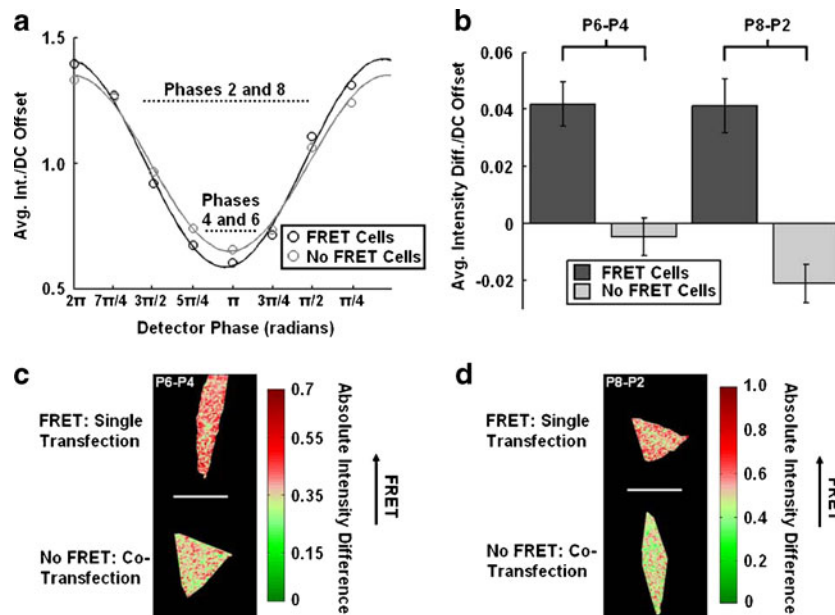 a
Avg. Int./DC Offset
1.5
1.0
0.5
Phases 2 and 8
Phases
4 and 6
FRET Cells
No FRET Cells
2π 7π/4 3π/2 5π/4 π 3π/4 π/2 π/4
Detector Phase (radians)
b
P6-P4 P8-P2
Avg. Intensity Diff./DC Offset
0.06
0.04
0.02
0
-0.02
FRET Cells
No FRET Cells
c
P6-P4
FRET: Single
Transfection
No FRET: Co-
Transfection
0.7
0.55
0.35
0.15
0
Absolute Intensity Difference
FRET
d
P8-P2
FRET: Single
Transfection
No FRET: Co-
Transfection
1.0
0.8
0.6
0.4
0.2
0
Absolute Intensity Difference
FRET